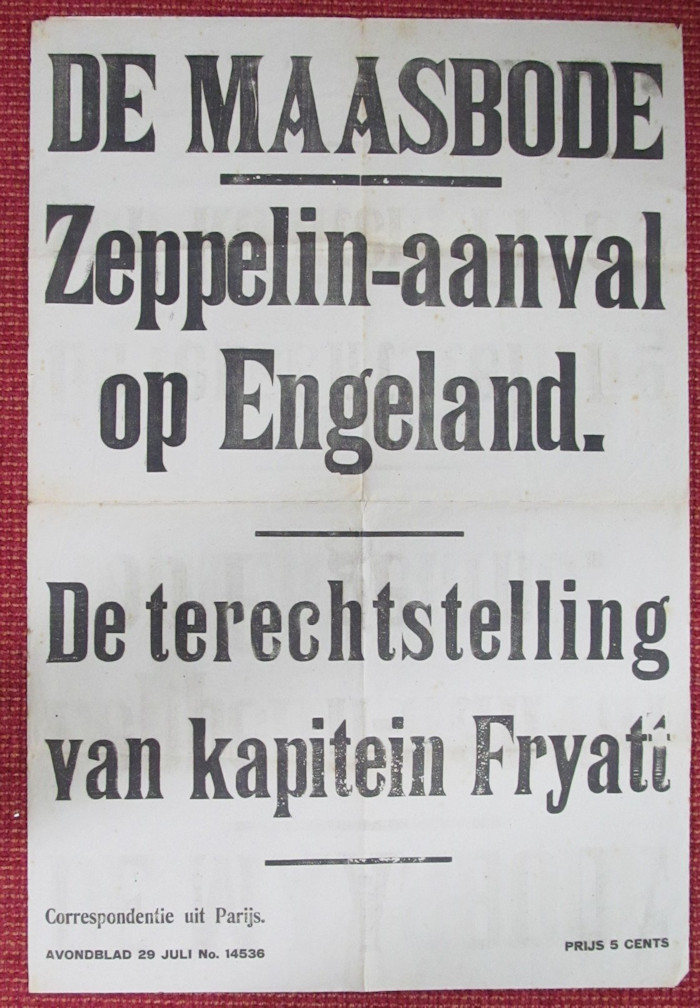 DE MAASBODE
Zeppelin-aanval
op Engeland.
De terechtstelling
van kapitein Fryatt
Correspondentie uit Parijs.
AVONDBLAD 29 JULI No. 14536
PRIJS 5 CENTS